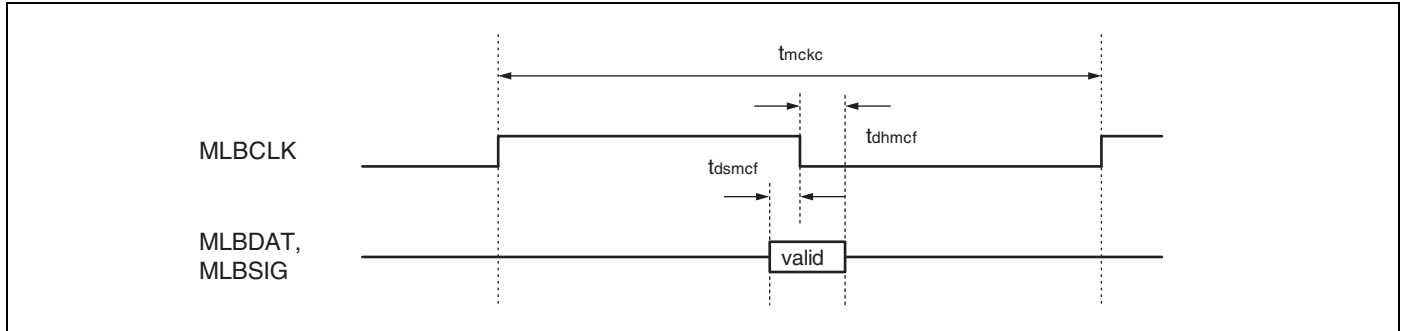 tmckc
MLBCLK
tdhmcf
tdsmcf
MLBDAT,
MLBSIG
valid